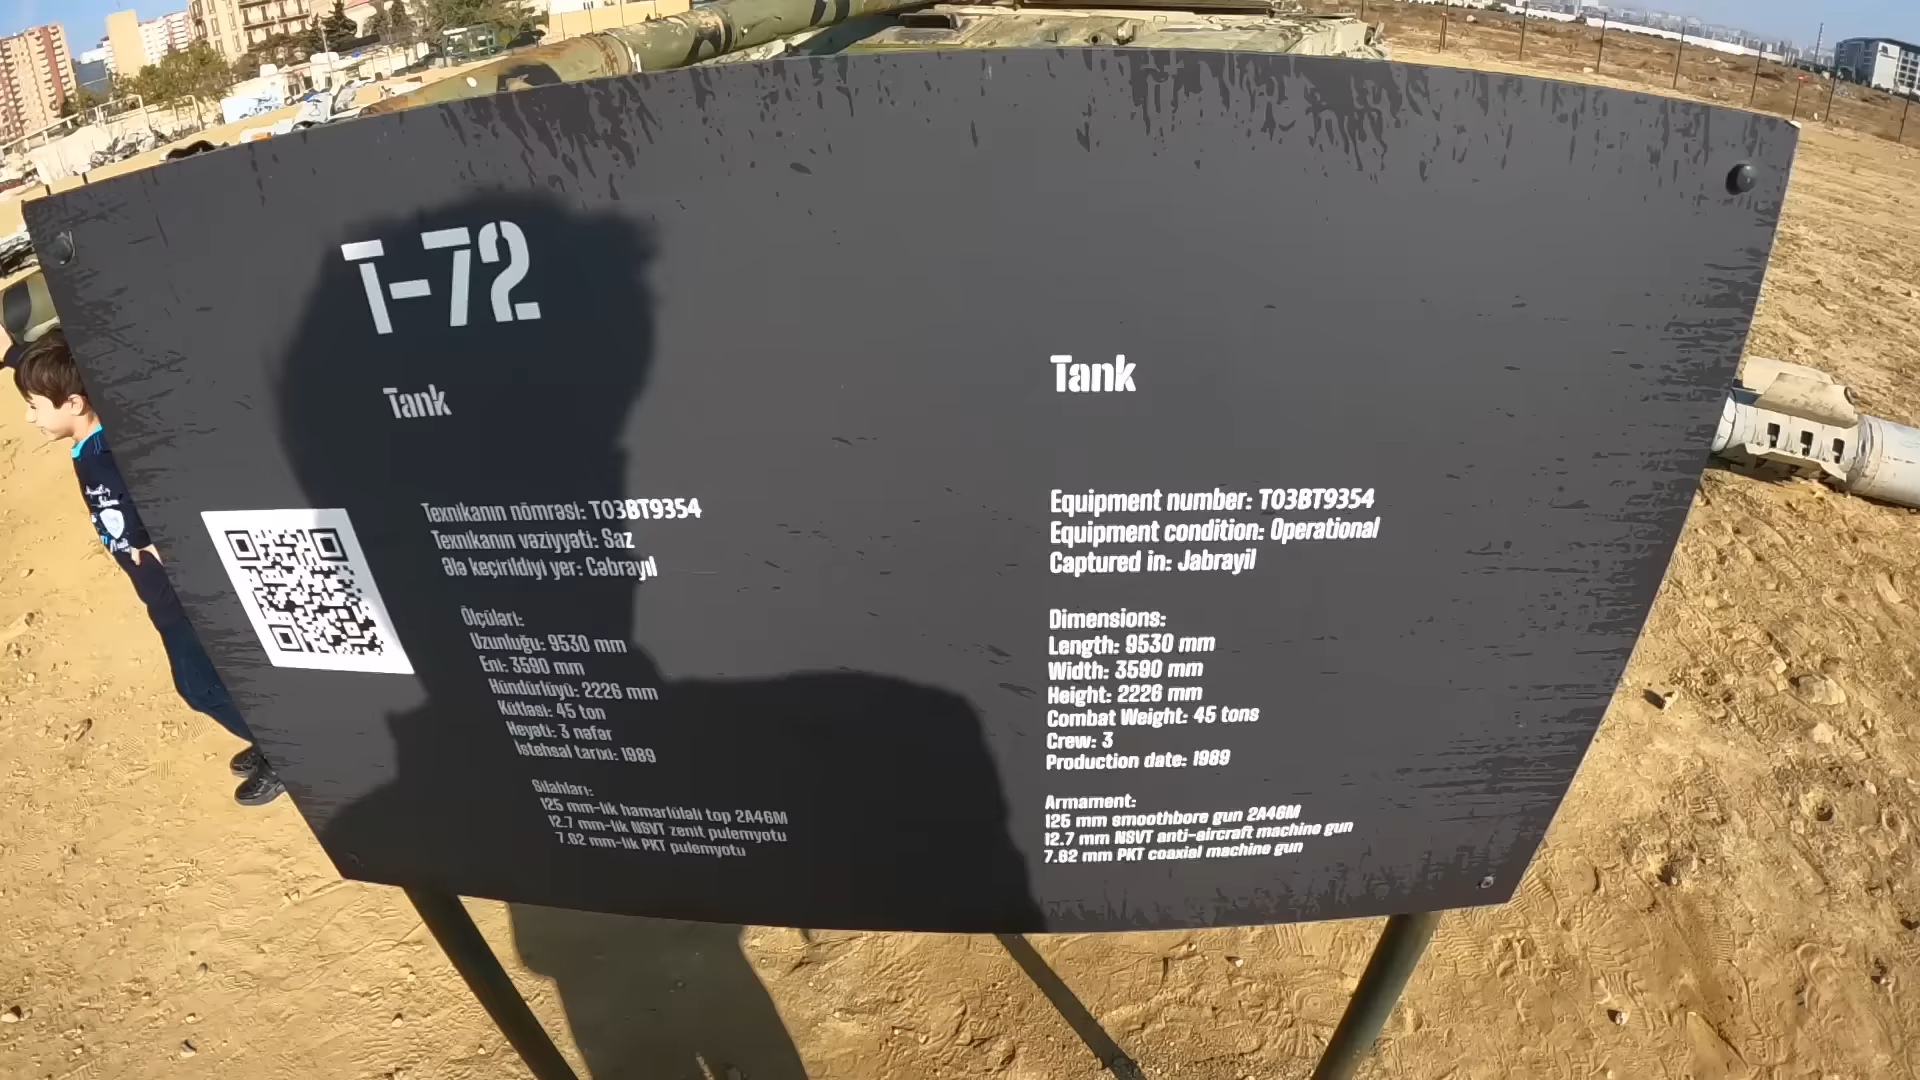 T-72
Tank
Texnikanın nömrəsi: T03BT9354
Texnikanın vəziyyəti: Saz
Ələ keçirildiyi yer: Cəbrayıl
Ölçüləri:
Uzunluğu: 9530 mm
Eni: 3590 mm
Hündürlüyü: 2226 mm
Kütləsi: 45 ton
Heyəti: 3 nəfər
İstehsal tarixi: 1989
Silahları:
125 mm-lik hamarlüləli top 2A46M
12.7 mm-lik NSVT zenit pulemyotu
7.62 mm-lik PKT pulemyotu
Tank
Equipment number: T03BT9354
Equipment condition: Operational
Captured in: Jabrayil
Dimensions:
Length: 9530 mm
Width: 3590 mm
Height: 2226 mm
Combat Weight: 45 tons
Crew: 3
Production date: 1989
Armament:
125 mm smoothbore gun 2A46M
12.7 mm NSVT anti-aircraft machine gun
7.62 mm PKT coaxial machine gun